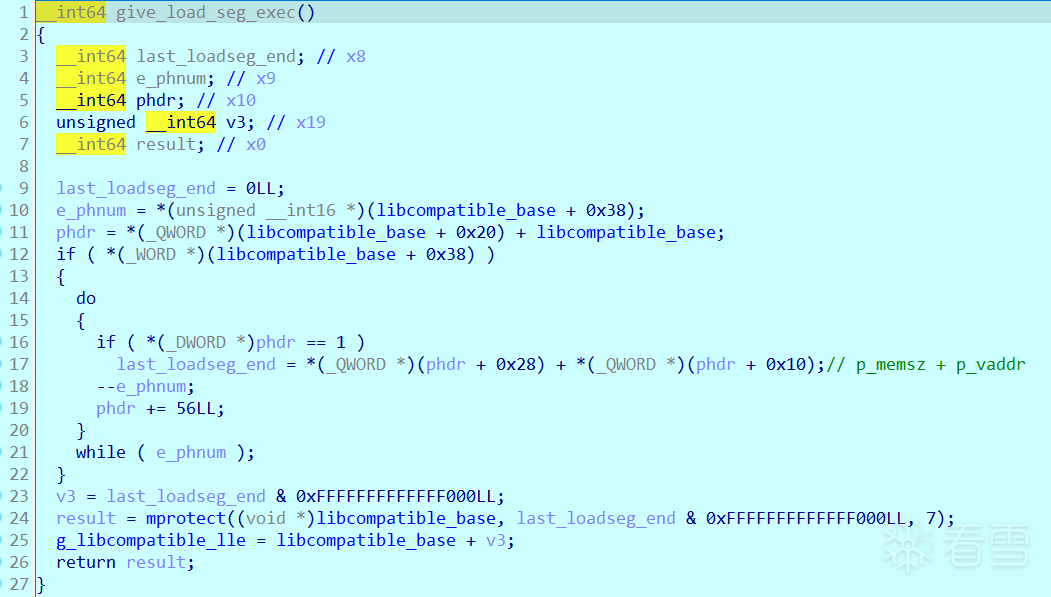 1 __int64 give_load_seg_exec()
2 {
3 __int64 last_loadseg_end; // x8
4 __int64 e_phnum; // x9
5 __int64 phdr; // x10
6 unsigned __int64 v3; // x19
7 __int64 result; // x0
8
9 last_loadseg_end = 0LL;
10 e_phnum = *(unsigned __int16 *)(libcompatible_base + 0x38);
11 phdr = *(_QWORD *)(libcompatible_base + 0x20) + libcompatible_base;
12 if ( *(_WORD *)(libcompatible_base + 0x38) )
13 {
14 do
15 {
16 if ( *(_DWORD *)phdr == 1 )
17 last_loadseg_end = *(_QWORD *)(phdr + 0x28) + *(_QWORD *)(phdr + 0x10);// p_memsz + p_vaddr
18 --e_phnum;
19 phdr += 56LL;
20 }
21 while ( e_phnum );
22 }
23 v3 = last_loadseg_end & 0xFFFFFFFFFFFFF000LL;
24 result = mprotect((void *)libcompatible_base, last_loadseg_end & 0xFFFFFFFFFFFFF000LL, 7);
25 g_libcompatible_lle = libcompatible_base + v3;
26 return result;
27 }
看雪